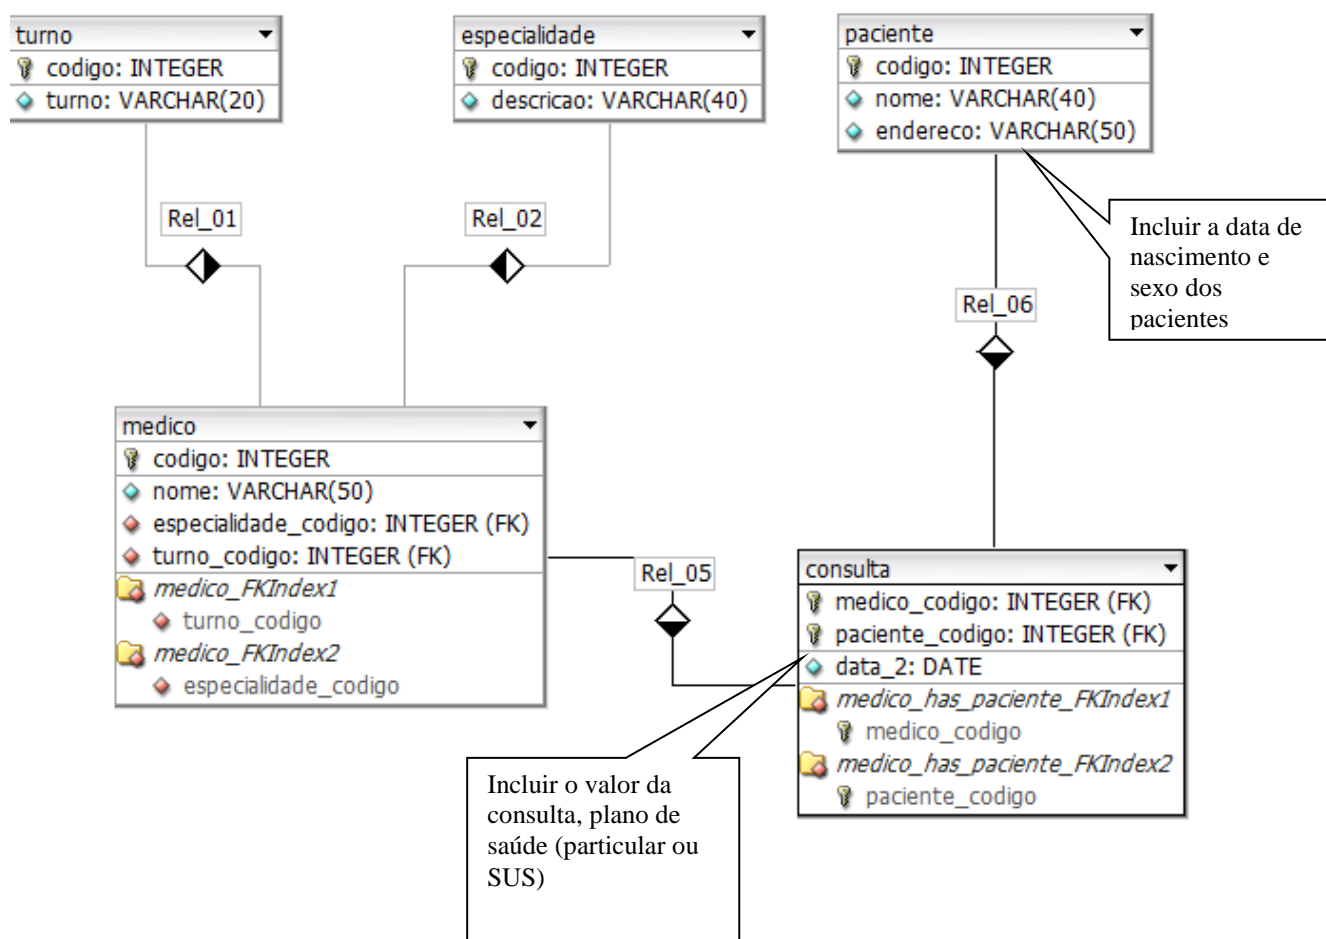 turno
codigo: INTEGER
turno: VARCHAR(20)
especialidade
codigo: INTEGER
descricao: VARCHAR(40)
paciente
codigo: INTEGER
nome: VARCHAR(40)
endereco: VARCHAR(50)
Rel_01
Rel_02
Incluir a data de
nascimento e
sexo dos
pacientes
Rel_06
medico
codigo: INTEGER
nome: VARCHAR(50)
especialidade_codigo: INTEGER (FK)
turno_codigo: INTEGER (FK)
medico_FKIndex1
turno_codigo
medico_FKIndex2
especialidade_codigo
Rel_05
consulta
medico_codigo: INTEGER (FK)
paciente_codigo: INTEGER (FK)
data_2: DATE
medico_has_paciente_FKIndex1
medico_codigo
medico_has_paciente_FKIndex2
paciente_codigo
Incluir o valor da
consulta, plano de
saúde (particular ou
SUS)